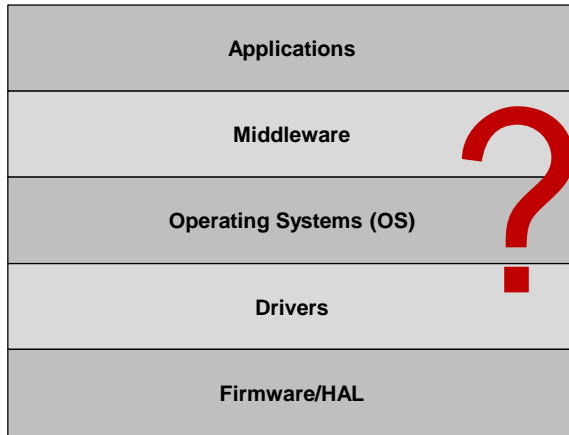 Applications
Middleware
Operating Systems (OS)
Drivers
Firmware/HAL
?